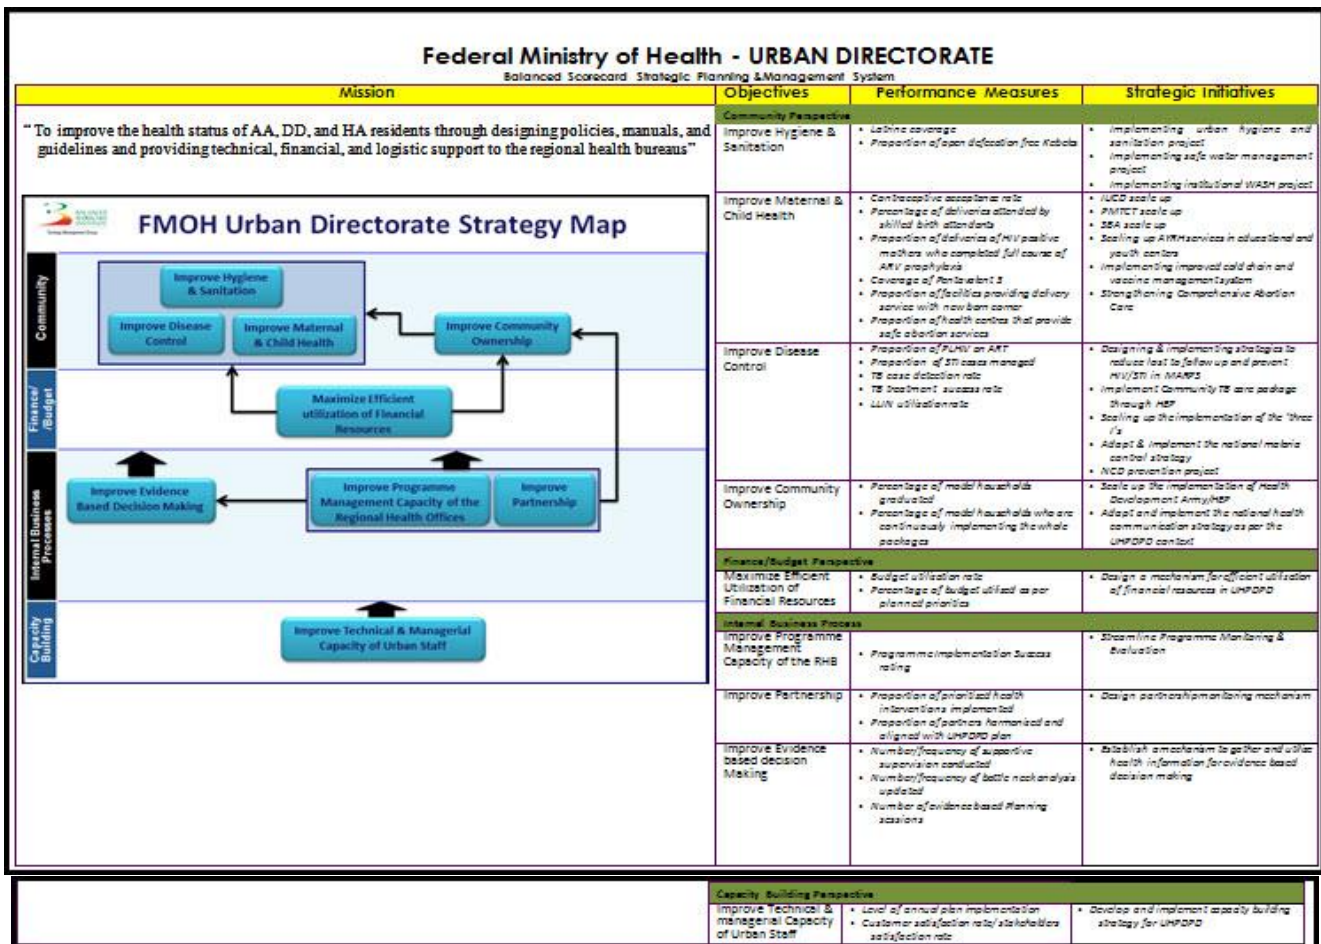 Federal Ministry of Health - URBAN DIRECTORATE
Balanced Scorecard Strategic Planning &Management System
Mission
"To improve the health status of AA, DD, and HA residents through designing policies, manuals, and
guidelines and providing technical, financial, and logistic support to the regional health bureaus"
FMOH Urban Directorate Strategy Map
Community
Improve Hygiene
& Sanitation
Improve Disease
Control
Improve Maternal
& Child Health
Improve Community
Ownership
Finance/
/Budget
Maximize Efficient
utilization of Financial
Resources
Internal Business
Processes
Improve Evidence
Based Decision Making
Improve Programme
Management Capacity of the
Regional Health Offices
Improve
Partnership
Capacity
Building
Improve Technical & Managerial
Capacity of Urban Staff
Objectives
Performance Measures
Strategic Initiatives
Community Perspective
Improve Hygiene &
Sanitation
• Latrine coverage
• Proportion of open defecation free Kebele
• Implementing urban hygiene and
sanitation project
• Implementing safe water management
project
• Implementing institutional WASH project
Improve Maternal &
Child Health
• Contraceptive acceptance rate
• Percentage of deliveries attended by
skilled birth attendants
• Proportion of deliveries of HIV positive
mothers who completed full course of
ARV prophylaxis
• Coverage of Pentavalent 3
• Proportion of facilities providing delivery
service with new born corner
• Proportion of health centres that provide
safe abortion services
• IUCD scale up
• PMTCT scale up
• SBA scale up
• Scaling up AYRH services in educational and
youth centers
• Implementing improved cold chain and
vaccine management system
• Strengthening Comprehensive Abortion
Care
Improve Disease
Control
• Proportion of PLHIV on ART
• Proportion of STI cases managed
• TB case detection rate
• TB treatment success rate
• LLIN utilisation rate
• Designing & implementing strategies to
reduce lost to follow up and prevent
HIV/STI in MARPS
• Implement Community TB care package
through HEP
• Scaling up the implementation of the 'three
I's
• Adapt & Implement the national malaria
control strategy
• NCD prevention project
Improve Community
Ownership
• Percentage of model households
graduated
• Percentage of model households who are
continuously implementing the whole
packages
• Scale up the implementation of Health
Development Army/HEP
• Adapt and implement the national health
communication strategy as per the
UHPDPD context
Finance/Budget Perspective
Maximize Efficient
Utilization of
Financial Resources
• Budget utilisation rate
• Percentage of budget utilized as per
planned priorities
• Design a mechanism for efficient utilisation
of financial resources in UHPDPD
Internal Business Process
Improve Programme
Management
Capacity of the RHB
• Programme Implementation Success
rating
• Streamline Programme Monitoring &
Evaluation
Improve Partnership
• Proportion of prioritised health
interventions implemented
• Proportion of partners harmonised and
aligned with UHPDPD plan
• Design partnership monitoring mechanism
Improve Evidence
based decision
Making
• Number/frequency of supportive
supervision conducted
• Number/frequency of bottle neck analysis
updated
• Number of evidence based Planning
sessions
• Establish a mechanism to gather and utilise
health information for evidence based
decision making
Capacity Building Perspective
Improve Technical &
managerial Capacity
of Urban Staff
• Level of annual plan implementation
• Customer satisfaction rate/ stakeholders
satisfaction rate
• Develop and implement capacity building
strategy for UHPDPD